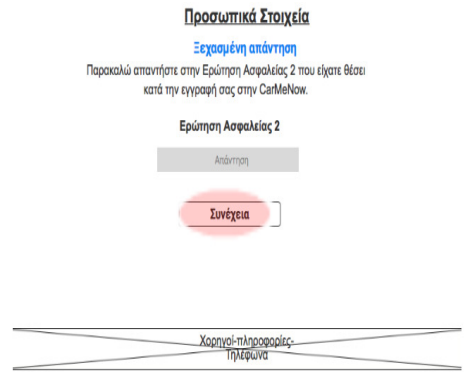 Προσωπικά Στοιχεία
Ξεχασμένη απάντηση
Παρακαλώ απαντήστε στην Ερώτηση Ασφαλείας 2 που είχατε θέσει
κατά την εγγραφή σας στην CarMeNow.
Ερώτηση Ασφαλείας 2
Απάντηση
Συνέχεια
Χορηγοί-πληροφορίες-
Τηλέφωνα